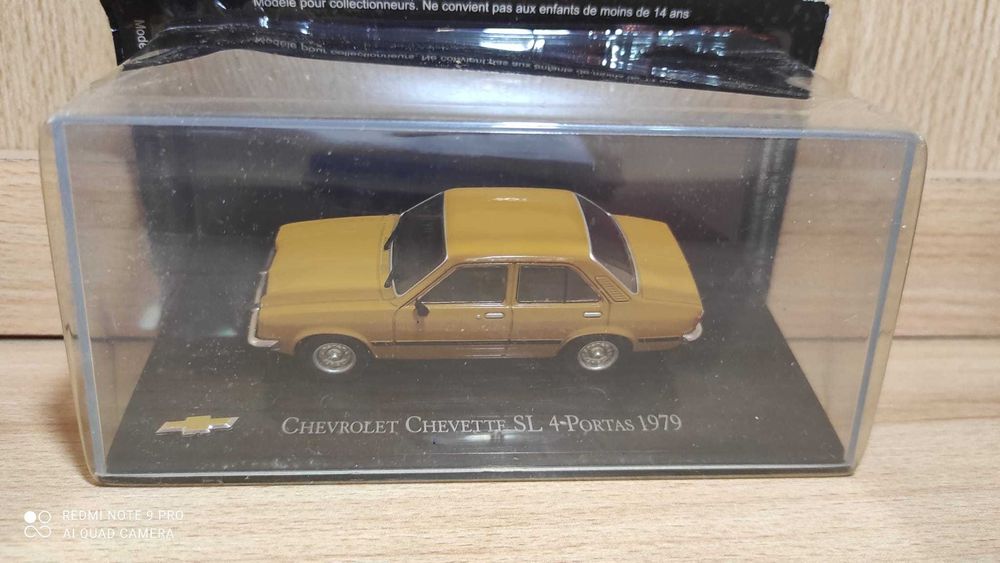 Modèle pour collectionneurs. Ne convient pas aux enfants de moins de 14 ans
Mode
CHEVROLET CHEVETTE SL 4-PORTAS 1979
REDMI NOTE 9 PRO
AI QUAD CAMERA